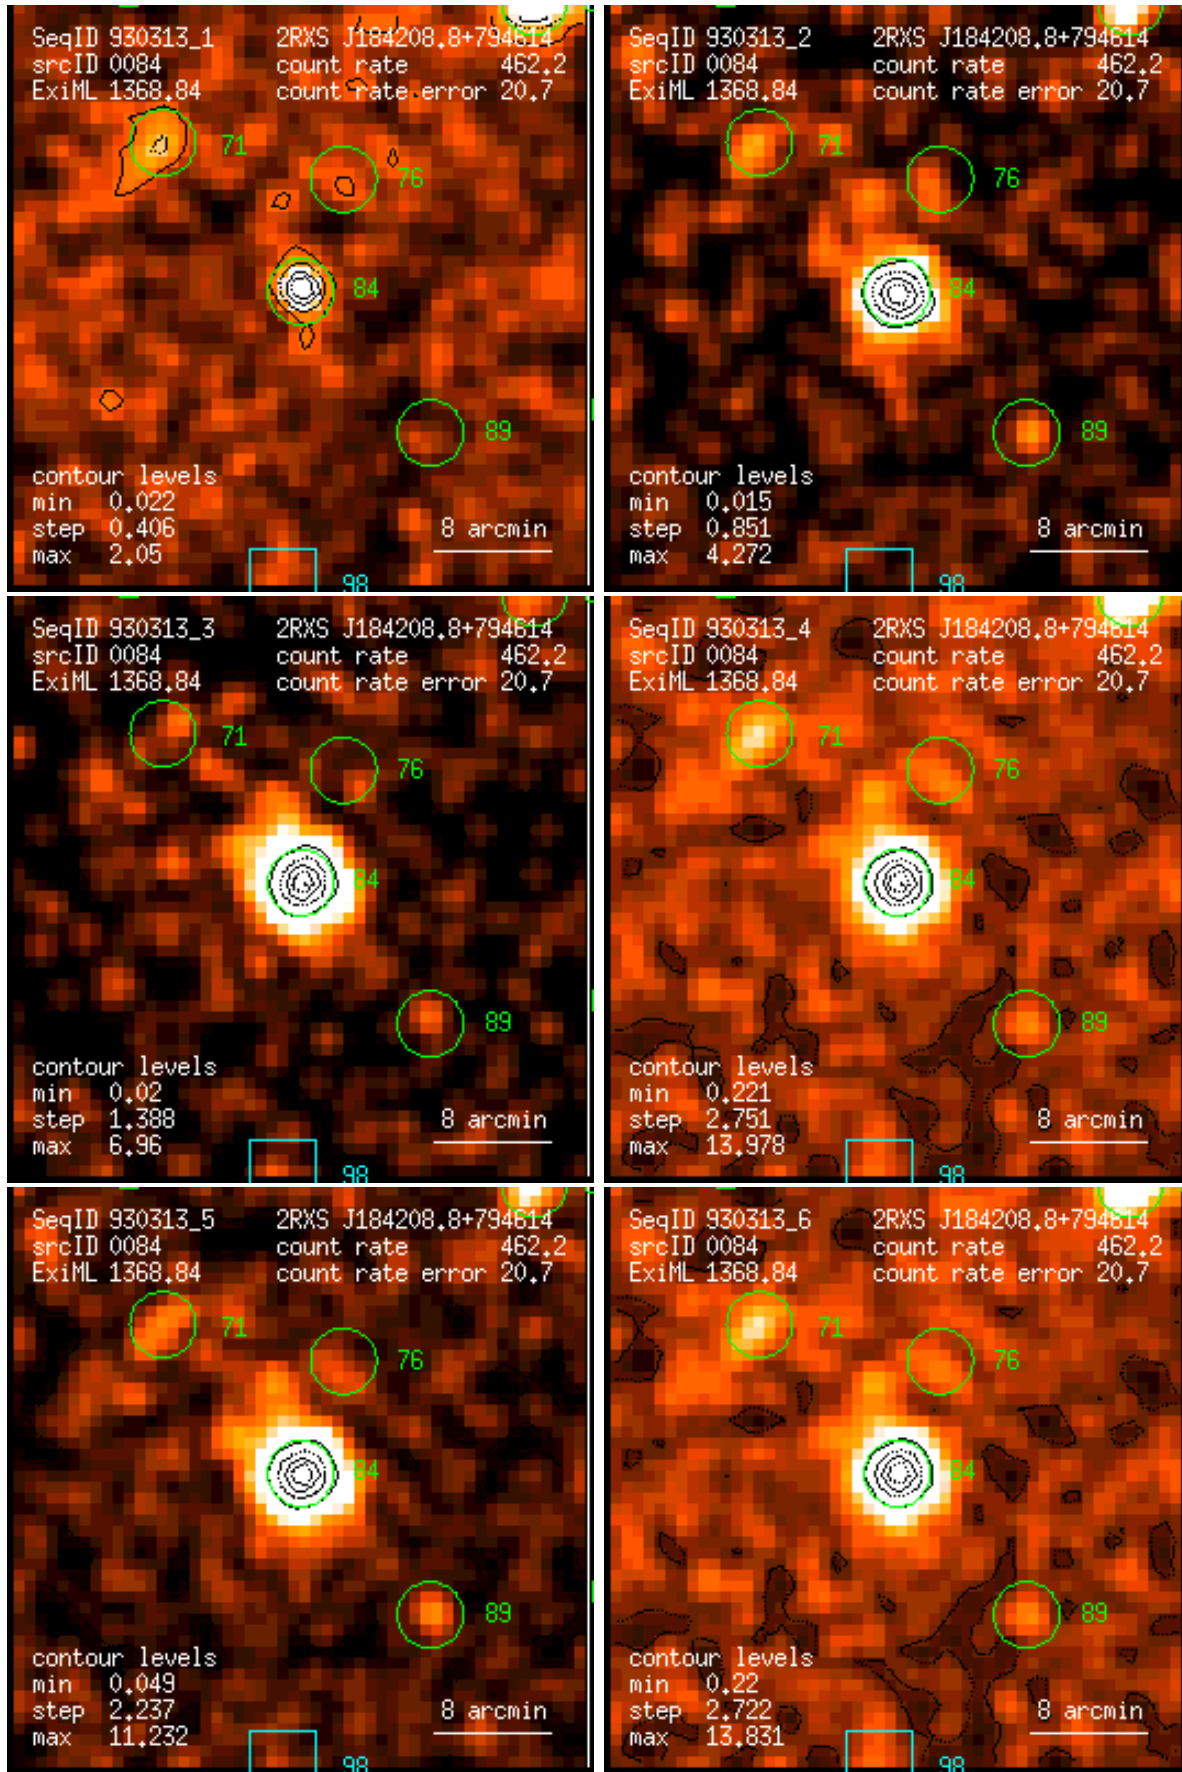 SeqID 930313_1 2RXS J184208.8+794614
srcID 0084 count rate 462.2
ExiML 1368.84 count rate error 20.7
71
76
84
89
contour levels
min 0.022
step 0.406 8 arcmin
max 2.05
98
SeqID 930313_2 2RXS J184208.8+794614
srcID 0084 count rate 462.2
ExiML 1368.84 count rate error 20.7
71
76
84
89
contour levels
min 0.015
step 0.851 8 arcmin
max 4.272
98
SeqID 930313_3 2RXS J184208.8+794614
srcID 0084 count rate 462.2
ExiML 1368.84 count rate error 20.7
71
76
84
89
contour levels
min 0.02
step 1.388 8 arcmin
max 6.96
98
SeqID 930313_4 2RXS J184208.8+794614
srcID 0084 count rate 462.2
ExiML 1368.84 count rate error 20.7
71
76
84
89
contour levels
min 0.221
step 2.751 8 arcmin
max 13.978
98
SeqID 930313_5 2RXS J184208.8+794614
srcID 0084 count rate 462.2
ExiML 1368.84 count rate error 20.7
71
76
84
89
contour levels
min 0.049
step 2.237 8 arcmin
max 11.232
98
SeqID 930313_6 2RXS J184208.8+794614
srcID 0084 count rate 462.2
ExiML 1368.84 count rate error 20.7
71
76
84
89
contour levels
min 0.22
step 2.722 8 arcmin
max 13.831
98